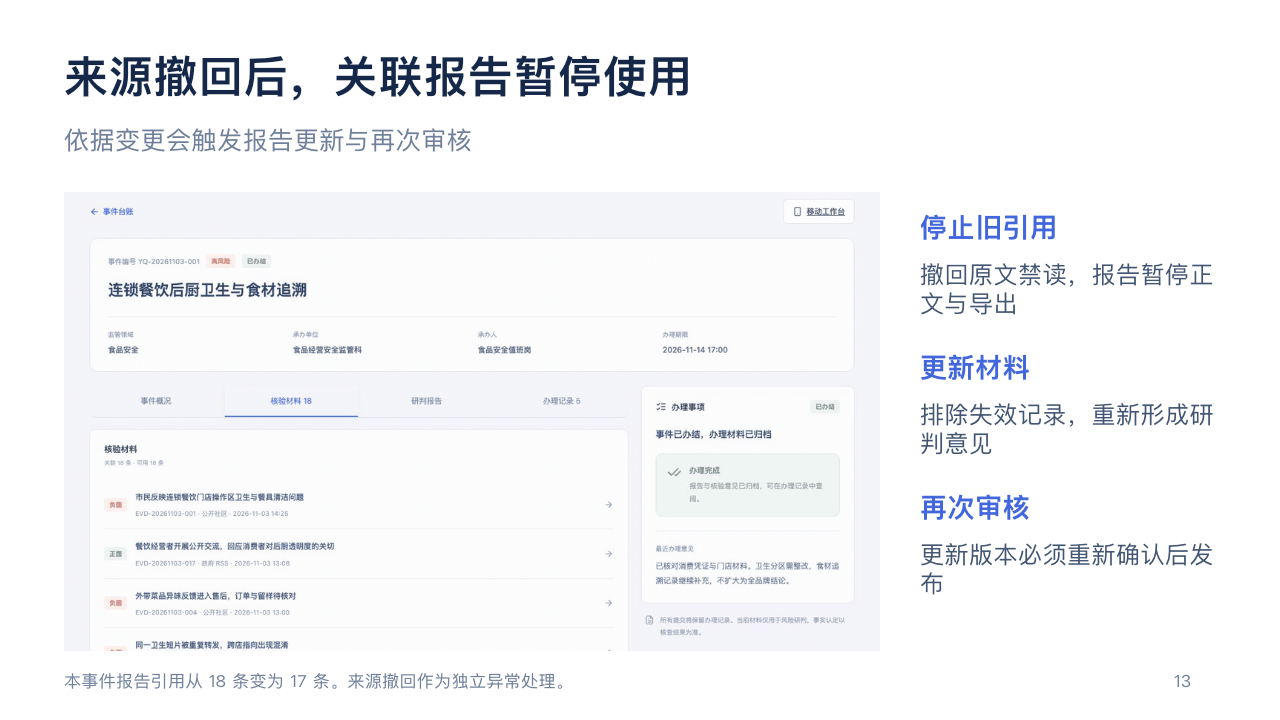 来源撤回后，关联报告暂停使用
依据变更会触发报告更新与再次审核
事件台账
移动工作台
事件编号 YQ-20261103-001 高风险 已办结
连锁餐饮后厨卫生与食材追溯
监管领域 承办单位 承办人 办理期限
食品安全 食品经营安全监管科 食品安全值班岗 2026-11-14 17:00
事件概况 核验材料 18 研判报告 办理记录 5
核验材料
关联 18 条 · 可用 18 条
负面 市民反映连锁餐饮门店操作区卫生与餐具清洁问题
EVD-20261103-001 · 公开社区 · 2026-11-03 14:25
正面 餐饮经营者开展公开交流，回应消费者对后厨透明度的关切
EVD-20261103-017 · 政府 RSS · 2026-11-03 13:08
负面 外带菜品异味反馈进入售后，订单与留样待核对
EVD-20261103-004 · 公开社区 · 2026-11-03 13:00
同一卫生短片被重复转发，跨店指向出现混淆
办理事项 已办结
事件已办结，办理材料已归档
办理完成
报告与核验意见已归档，可在办理记录中查
阅。
最近办理意见
已核对消费凭证与门店材料。卫生分区需整改，食材追
溯记录继续补充，不扩大为全品牌结论。
所有提交将保留办理记录。当前材料仅用于风险研判，事实认定以
核查结果为准。
停止旧引用
撤回原文禁读，报告暂停正
文与导出
更新材料
排除失效记录，重新形成研
判意见
再次审核
更新版本必须重新确认后发
布
本事件报告引用从 18 条变为 17 条。来源撤回作为独立异常处理。
13